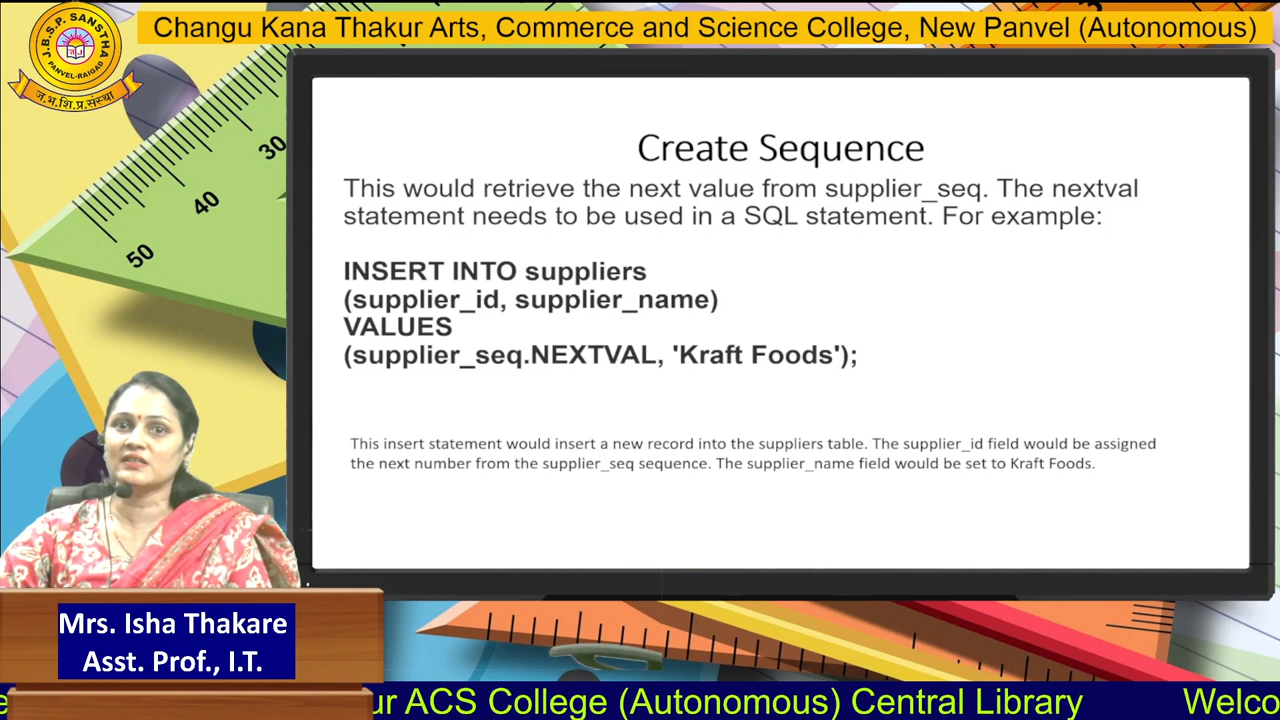 J.B.S.P. SANSTHA
PANVEL-RAIGAD
ज.भ.शि.प्र.संस्था
Changu Kana Thakur Arts, Commerce and Science College, New Panvel (Autonomous)
30
40
50
Create Sequence
This would retrieve the next value from supplier_seq. The nextval
statement needs to be used in a SQL statement. For example:
INSERT INTO suppliers
(supplier_id, supplier_name)
VALUES
(supplier_seq.NEXTVAL, 'Kraft Foods');
This insert statement would insert a new record into the suppliers table. The supplier_id field would be assigned
the next number from the supplier_seq sequence. The supplier_name field would be set to Kraft Foods.
Mrs. Isha Thakare
Asst. Prof., I.T.
ur ACS College (Autonomous) Central Library Welco